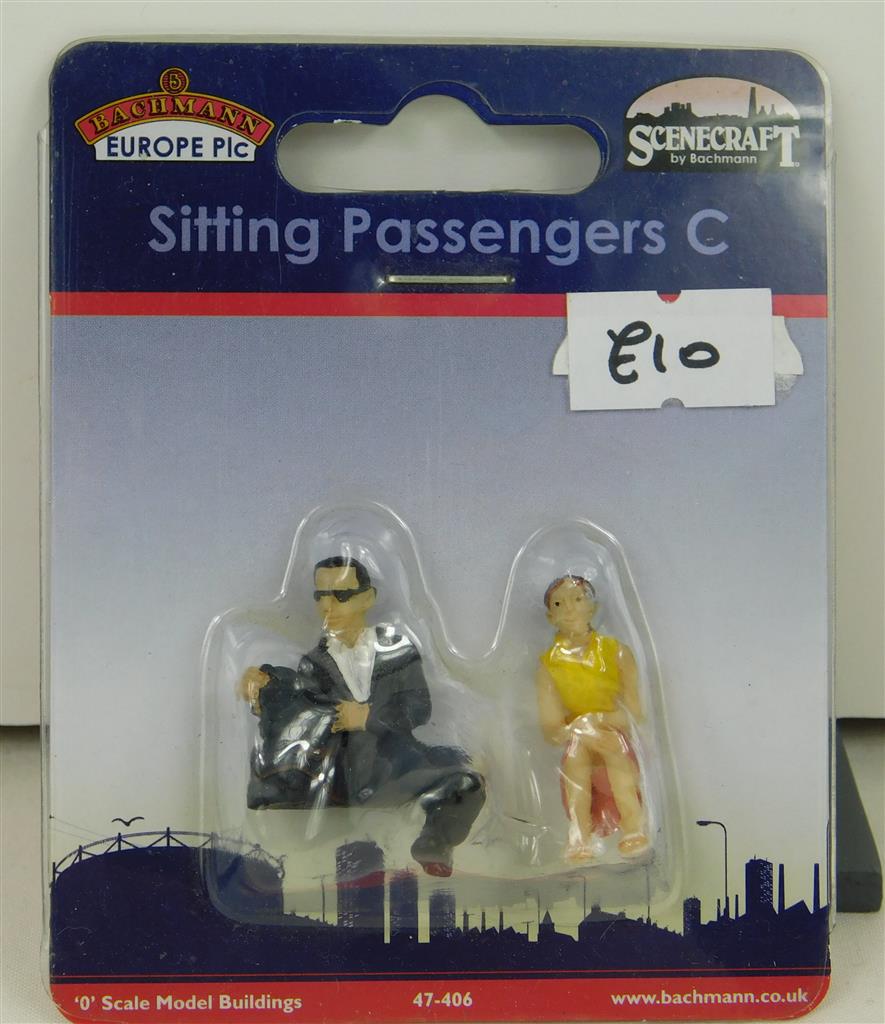 BACHMANN
EUROPE Plc
SCENECRAFT
by Bachmann
Sitting Passengers C
£10
'0' Scale Model Buildings
47-406
www.bachmann.co.uk